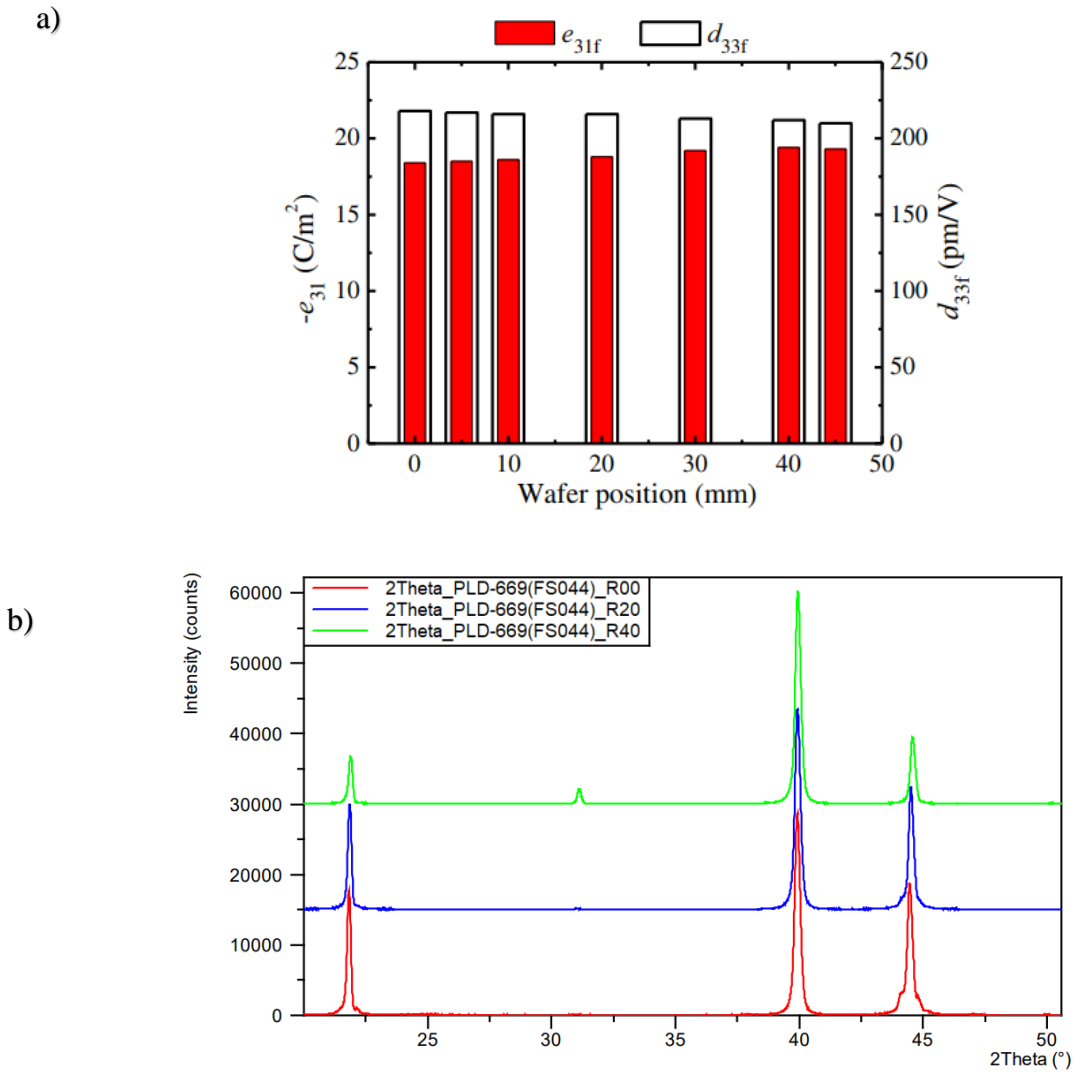 a)
e31f d33f
25 250
20 200
15 150
10 100
5 50
0 0
-e31 (C/m2)
d33f (pm/V)
0 10 20 30 40 50
Wafer position (mm)
b)
Intensity (counts)
2Theta_PLD-669(FS044)_R00
2Theta_PLD-669(FS044)_R20
2Theta_PLD-669(FS044)_R40
60000
50000
40000
30000
20000
10000
0
25 30 35 40 45 50
2Theta (°)